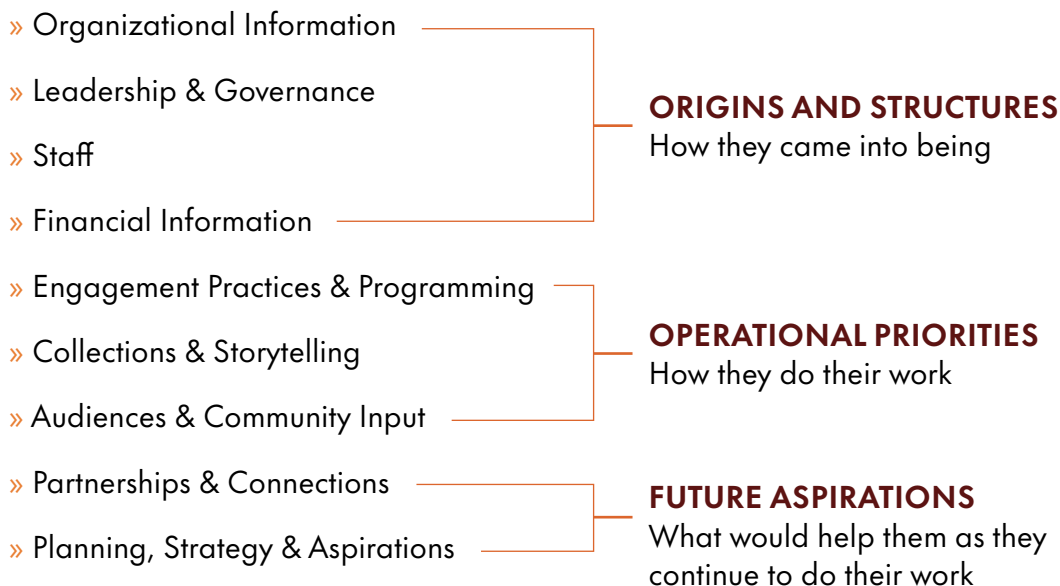 » Organizational Information
» Leadership & Governance
» Staff
» Financial Information
ORIGINS AND STRUCTURES
How they came into being
» Engagement Practices & Programming
» Collections & Storytelling
» Audiences & Community Input
OPERATIONAL PRIORITIES
How they do their work
» Partnerships & Connections
» Planning, Strategy & Aspirations
FUTURE ASPIRATIONS
What would help them as they
continue to do their work